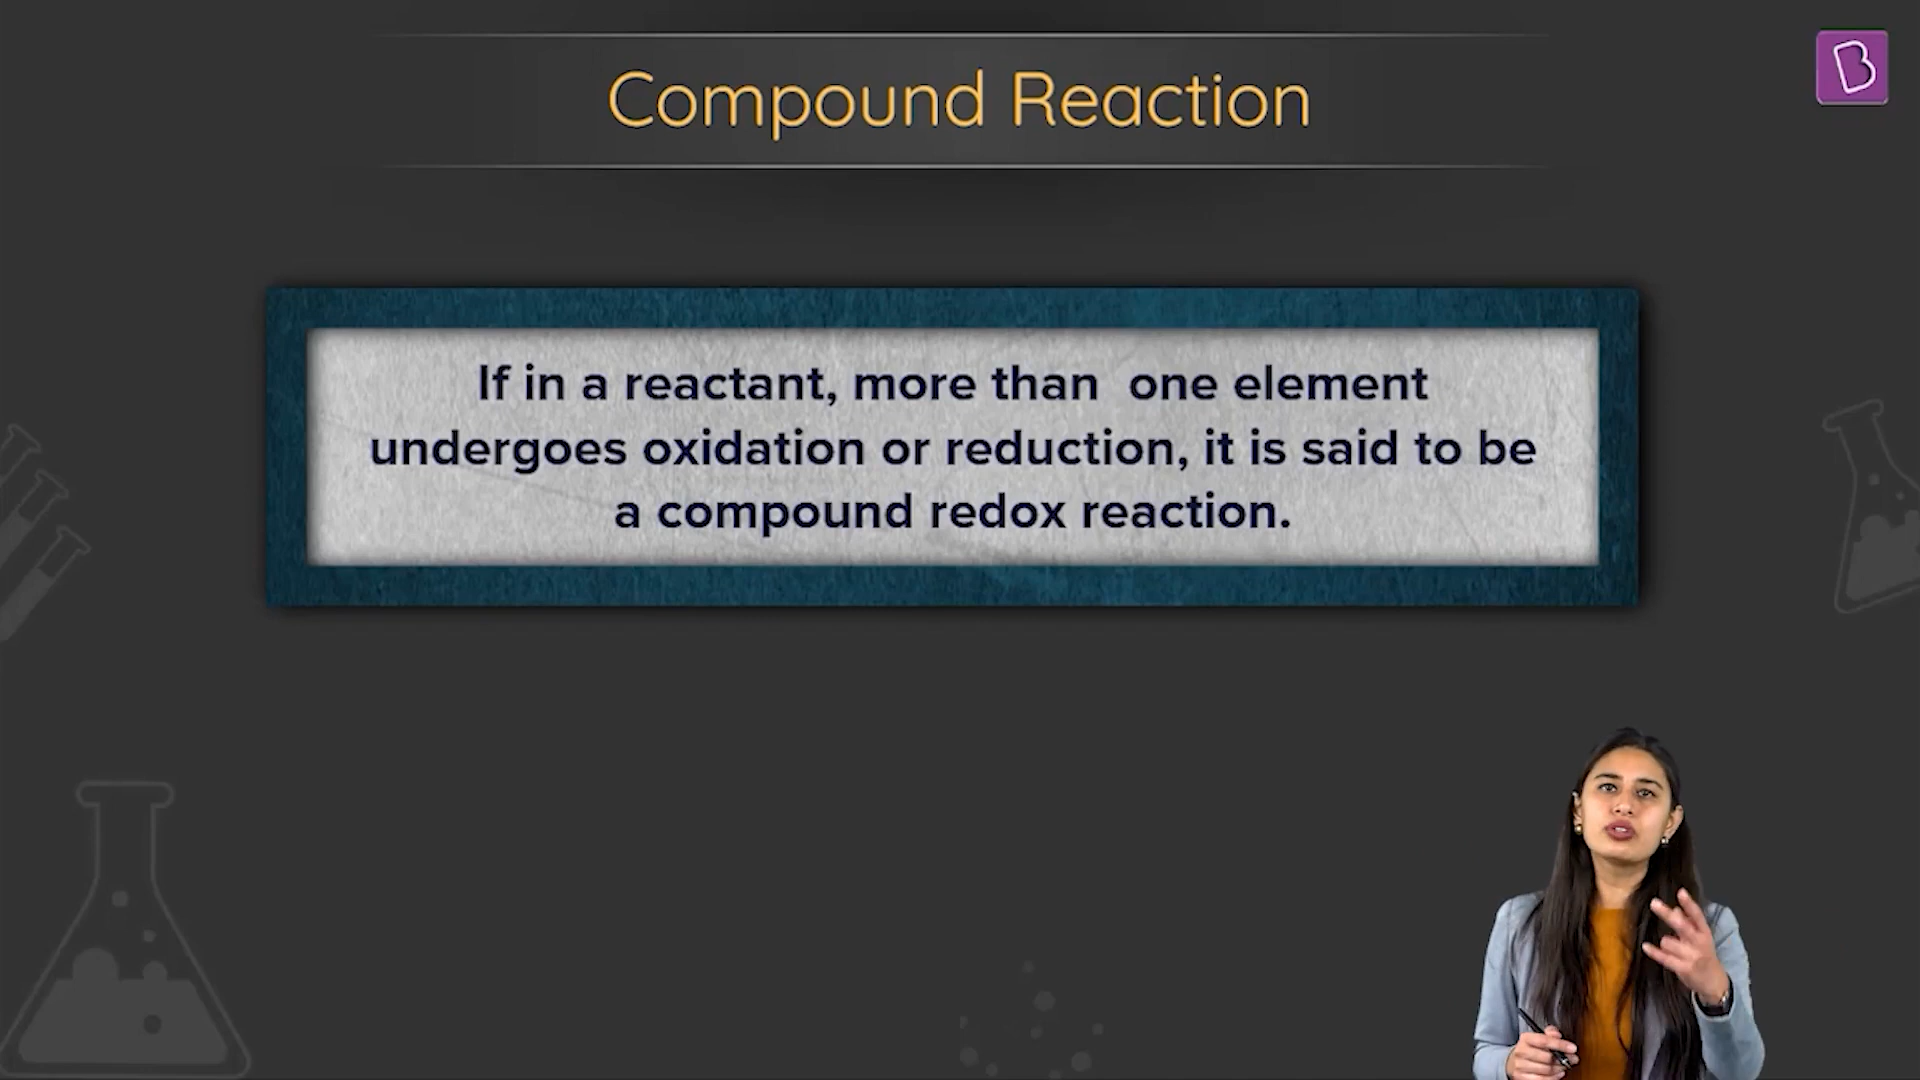 Compound Reaction
B
If in a reactant, more than one element
undergoes oxidation or reduction, it is said to be
a compound redox reaction.